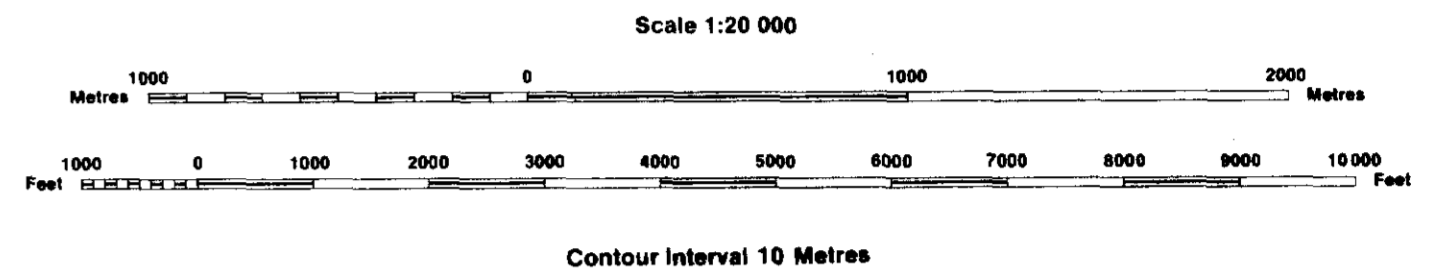 Scale 1:20 000
1000 0 1000 2000
Metres Metres
1000 0 1000 2000 3000 4000 5000 6000 7000 8000 9000 10 000
Feet Feet
Contour Interval 10 Metres